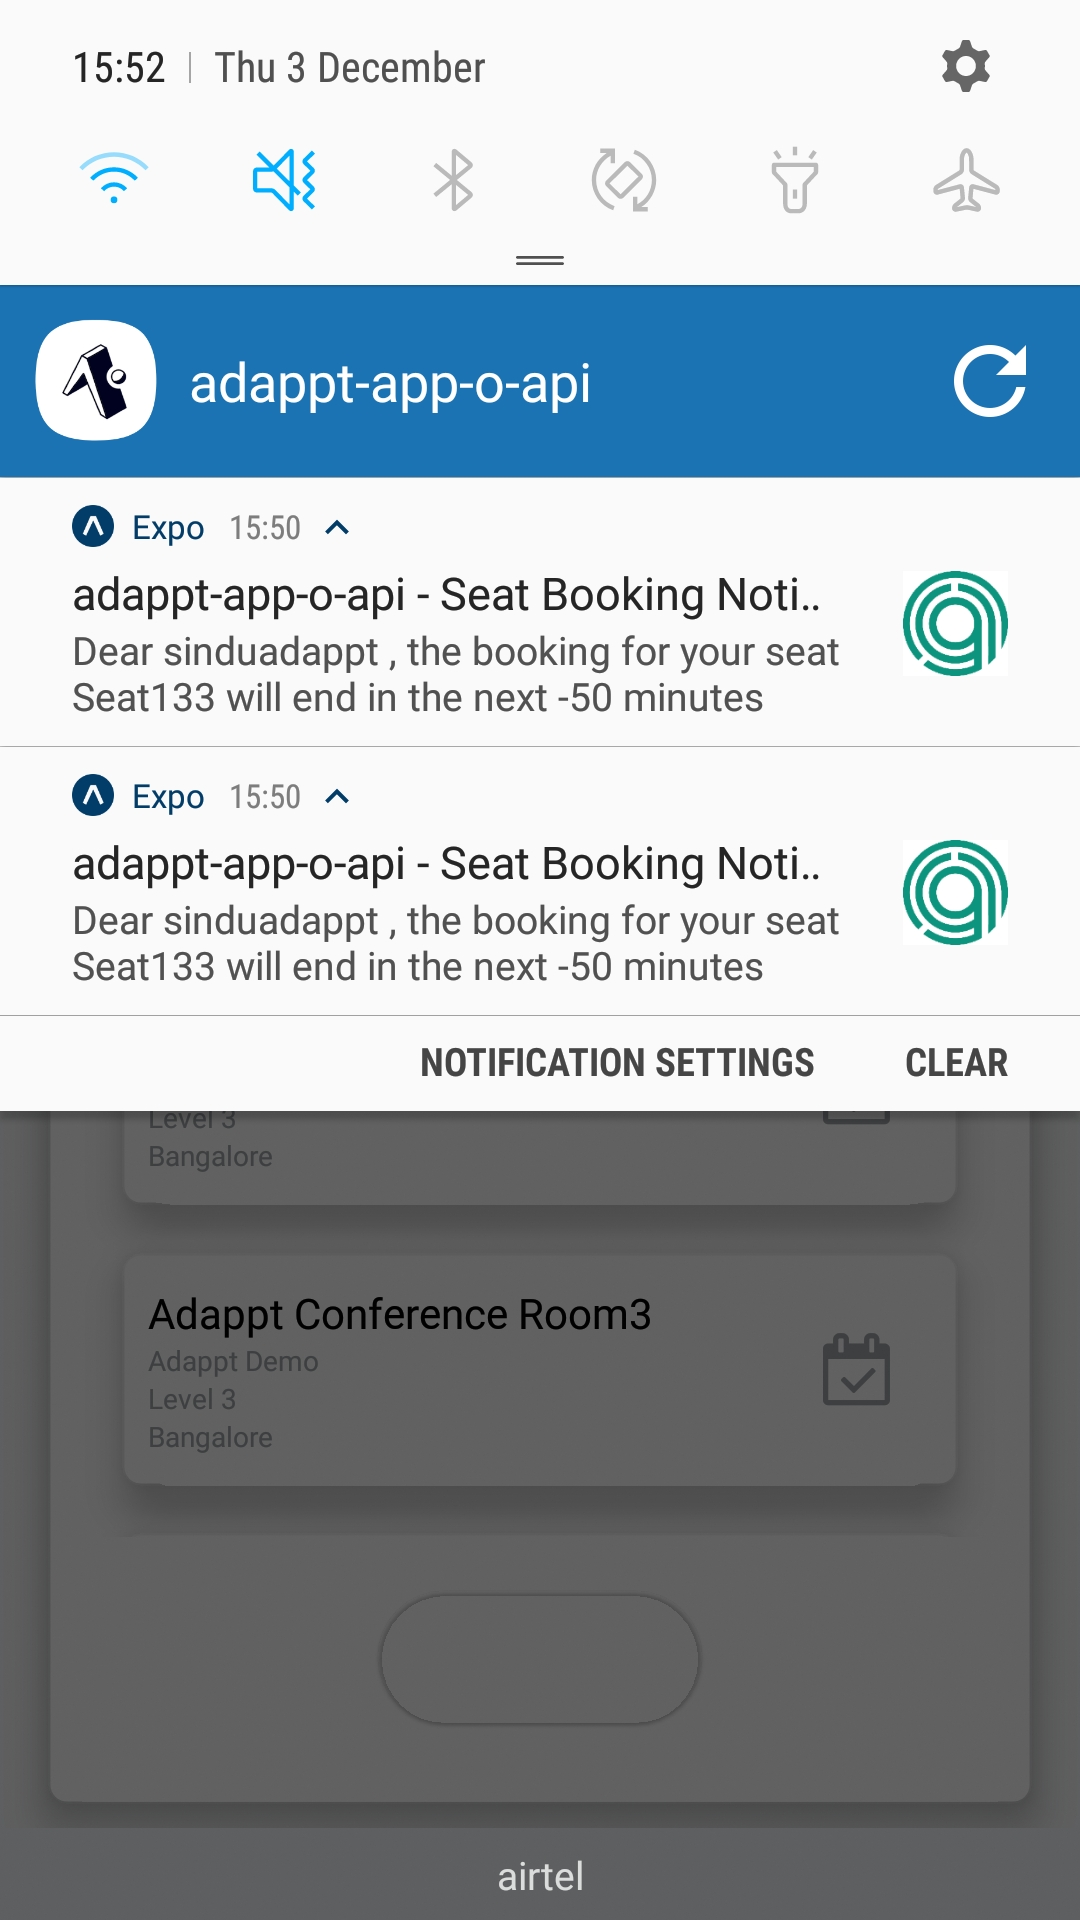 15:52 | Thu 3 December
adappt-app-o-api
Expo 15:50
adappt-app-o-api - Seat Booking Noti..
Dear sinduadappt , the booking for your seat
Seat133 will end in the next -50 minutes
Expo 15:50
adappt-app-o-api - Seat Booking Noti..
Dear sinduadappt , the booking for your seat
Seat133 will end in the next -50 minutes
NOTIFICATION SETTINGS CLEAR
Level 3
Bangalore
Adappt Conference Room3
Adappt Demo
Level 3
Bangalore
airtel